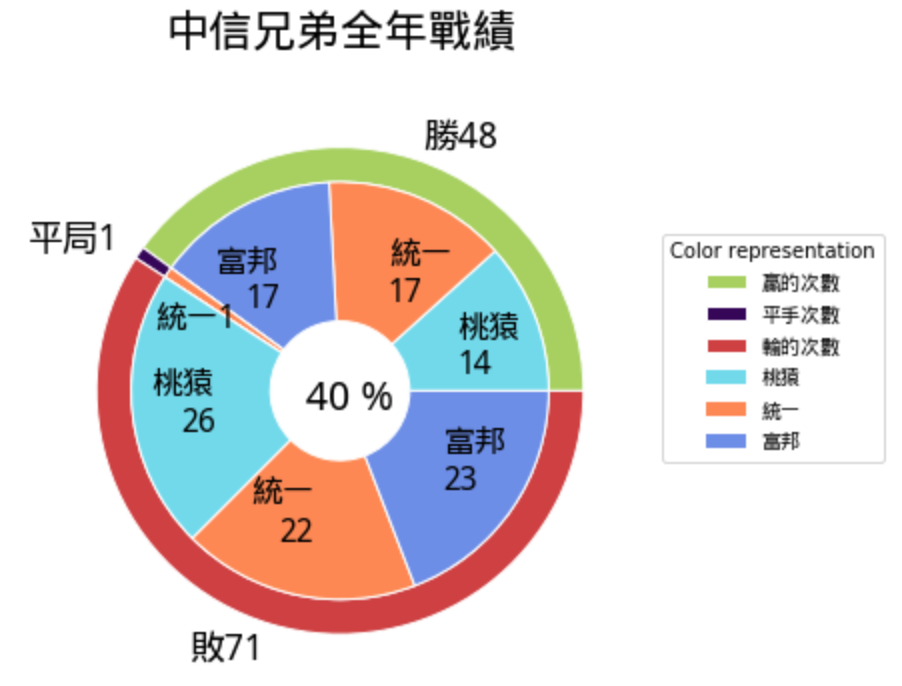 中信兄弟全年戰績
勝48
平局1
富邦
17
統一
17
桃猿
14
統一1
桃猿
26
40 %
富邦
23
統一
22
敗71
Color representation
贏的次數
平手次數
輸的次數
桃猿
統一
富邦